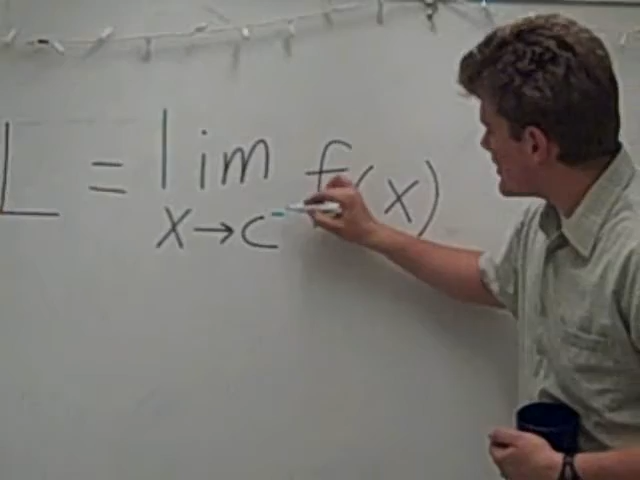 L = lim f(x)
x→c⁻